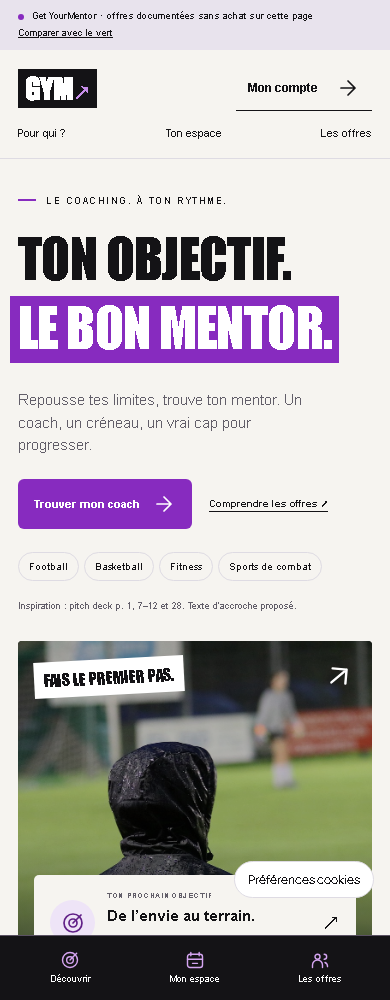 Get YourMentor · offres documentées sans achat sur cette page
Comparer avec le vert
GYM↗
Mon compte →
Pour qui ?
Ton espace
Les offres
LE COACHING. À TON RYTHME.
TON OBJECTIF.
LE BON MENTOR.
Repousse tes limites, trouve ton mentor. Un
coach, un créneau, un vrai cap pour
progresser.
Trouver mon coach →
Comprendre les offres ↗
Football
Basketball
Fitness
Sports de combat
Inspiration : pitch deck p. 1, 7–12 et 28. Texte d'accroche proposé.
FAIS LE PREMIER PAS.
Préférences cookies
TON PROCHAIN OBJECTIF
De l'envie au terrain.
Découvrir
Mon espace
Les offres